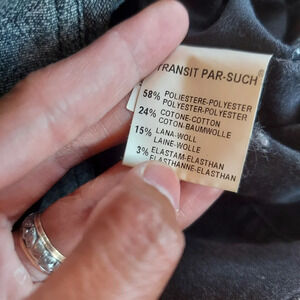 TRANSIT PAR-SUCH®
58% POLIESTERE-POLYESTER
POLYESTER-POLYESTER
24% COTONE-COTTON
COTON-BAUMWOLLE
15% LANA-WOLL
LAINE-WOLLE
3% ELASTAM-ELASTHAN
ELASTHANNE-ELASTHAN